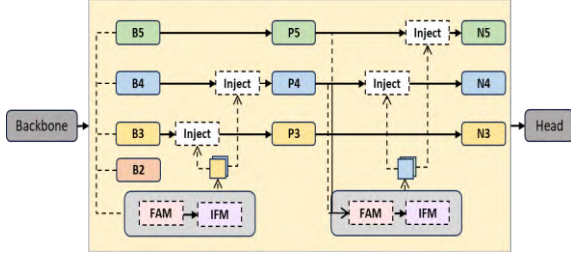 B5 P5 Inject N5
B4 Inject P4 Inject N4
Backbone B3 Inject P3 N3 Head
B2
FAM IFM FAM IFM